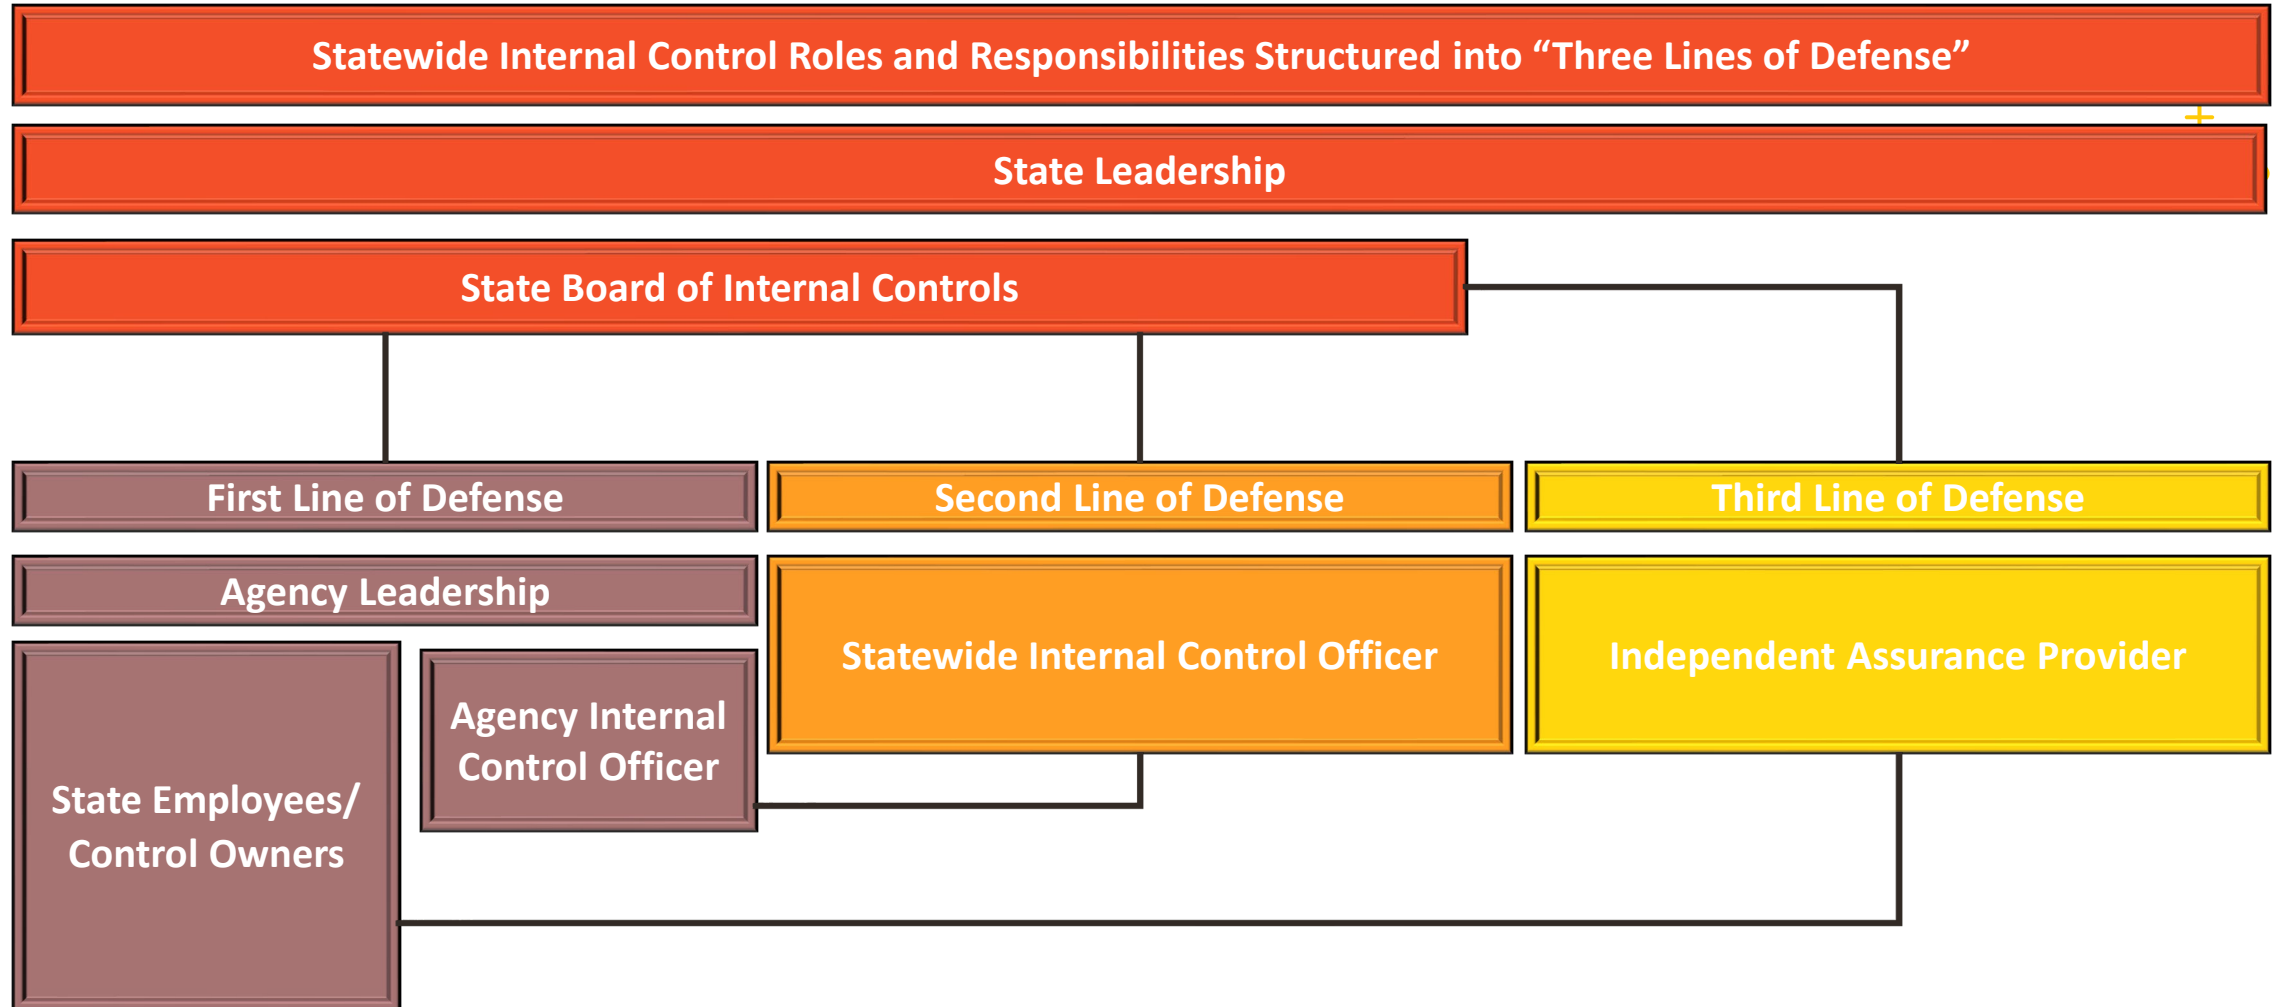 Statewide Internal Control Roles and Responsibilities Structured into “Three Lines of Defense”
State Leadership
State Board of Internal Controls
First Line of Defense
Second Line of Defense
Third Line of Defense
Agency Leadership
Statewide Internal Control Officer
Independent Assurance Provider
Agency Internal
Control Officer
State Employees/
Control Owners